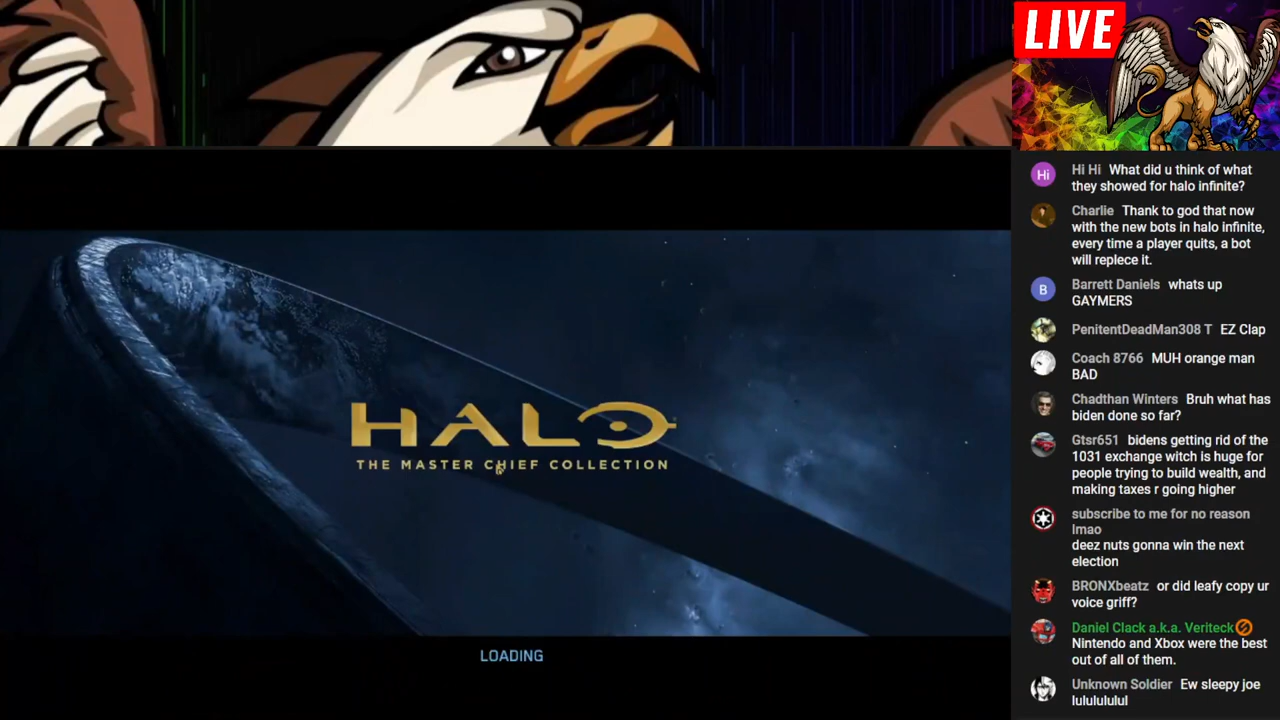 LIVE
HALO
THE MASTER CHIEF COLLECTION
LOADING
Hi
Hi Hi What did u think of what
they showed for halo infinite?
Charlie Thank to god that now
with the new bots in halo infinite,
every time a player quits, a bot
will replece it.
B
Barrett Daniels whats up
GAYMERS
PenitentDeadMan308 T EZ Clap
Coach 8766 MUH orange man
BAD
Chadthan Winters Bruh what has
biden done so far?
Gtsr651 bidens getting rid of the
1031 exchange witch is huge for
people trying to build wealth, and
making taxes r going higher
subscribe to me for no reason
lmao
deez nuts gonna win the next
election
BRONXbeatz or did leafy copy ur
voice griff?
Daniel Clack a.k.a. Veriteck
Nintendo and Xbox were the best
out of all of them.
Unknown Soldier Ew sleepy joe
lulululululul